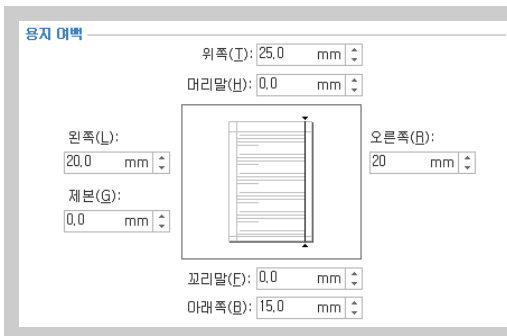 용지 여백
위쪽(T): 25.0 mm
머리말(H): 0.0 mm
왼쪽(L):
20.0 mm
오른쪽(R):
20 mm
제본(G):
0.0 mm
꼬리말(F): 0.0 mm
아래쪽(B): 15.0 mm